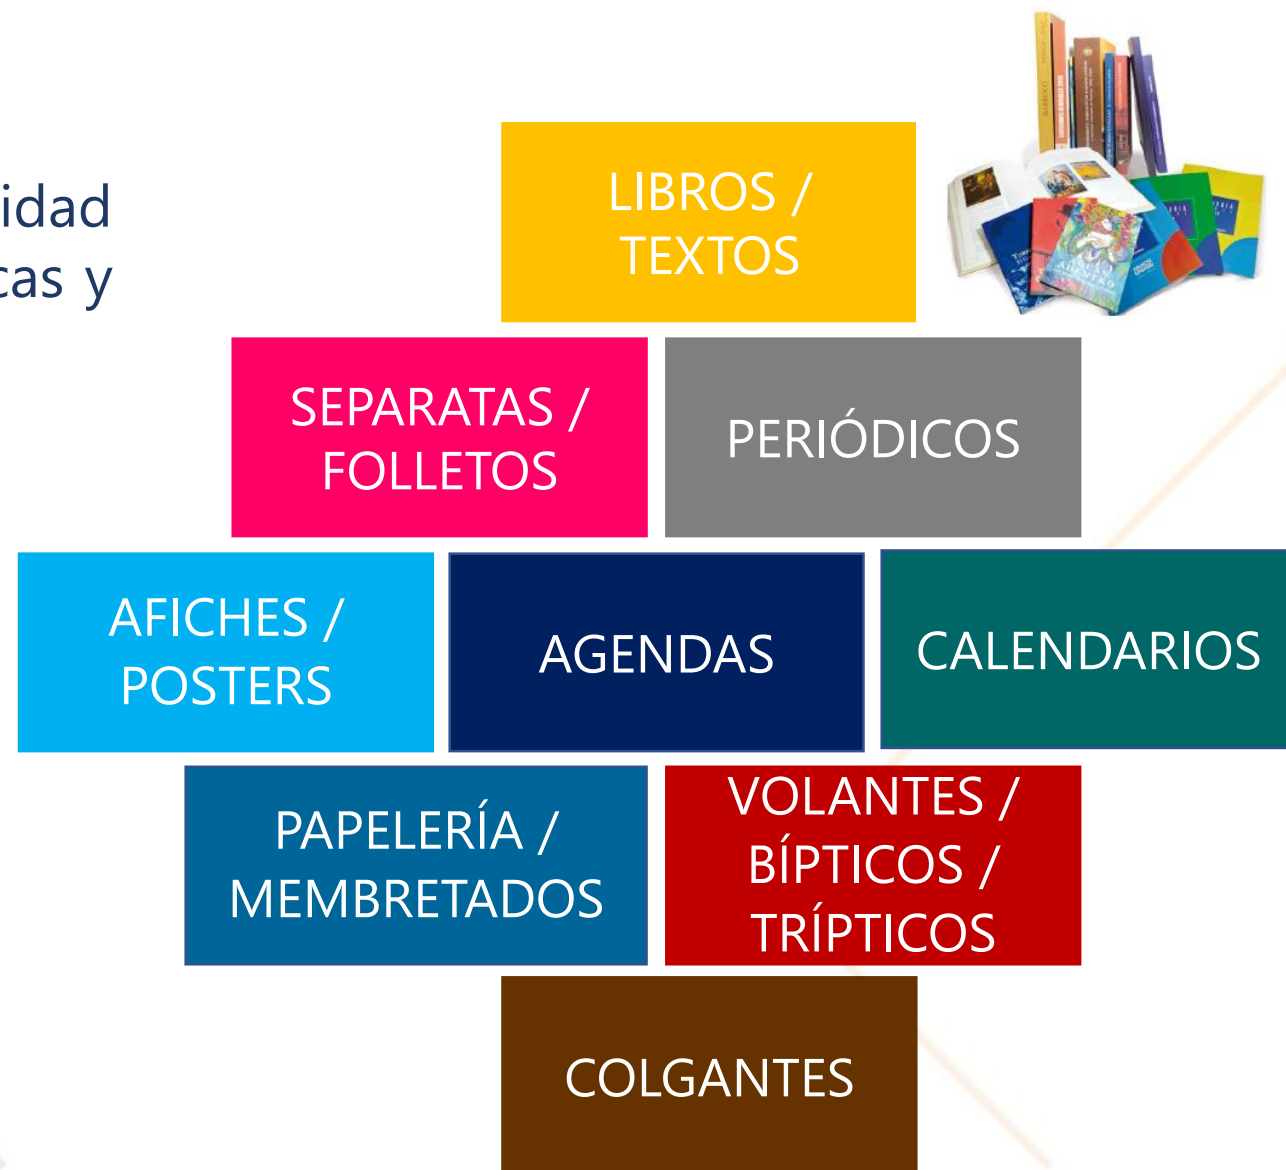 idad
cas y
LIBROS /
TEXTOS
SEPARATAS /
FOLLETOS
PERIÓDICOS
AFICHES /
POSTERS
AGENDAS
CALENDARIOS
PAPELERÍA /
MEMBRETADOS
VOLANTES /
BÍPTICOS /
TRÍPTICOS
COLGANTES